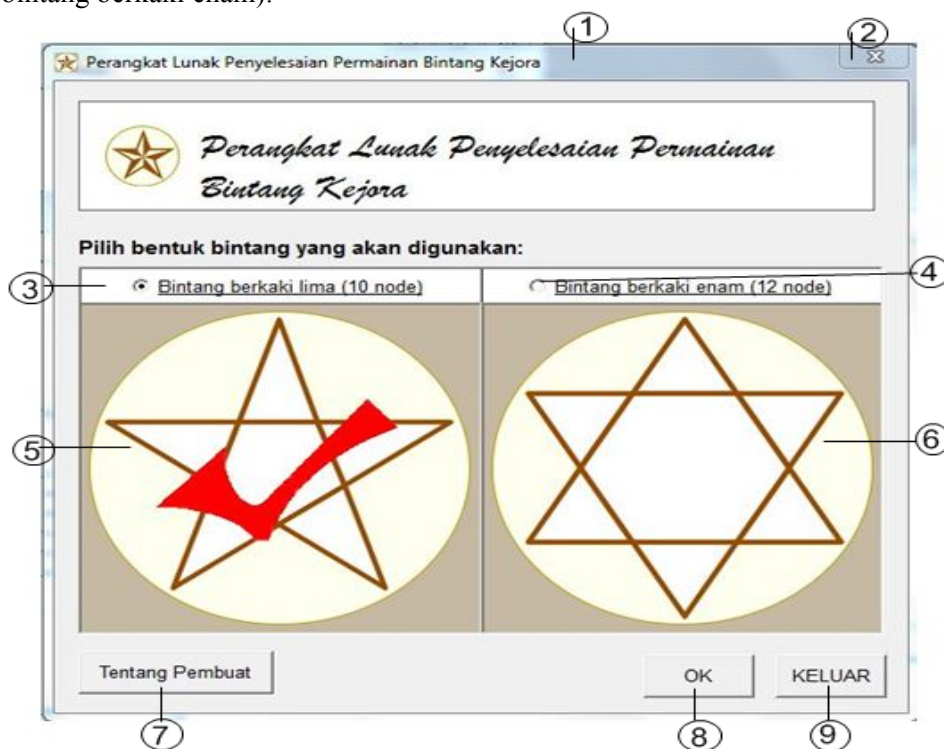 bintang berkaki enam).
1
2
Perangkat Lunak Penyelesaian Permainan Bintang Kejora
Perangkat Lunak Penyelesaian Permainan
Bintang Kejora
Pilih bentuk bintang yang akan digunakan:
3 Bintang berkaki lima (10 node) Bintang berkaki enam (12 node) 4
5 6
Tentang Pembuat OK KELUAR
7 8 9